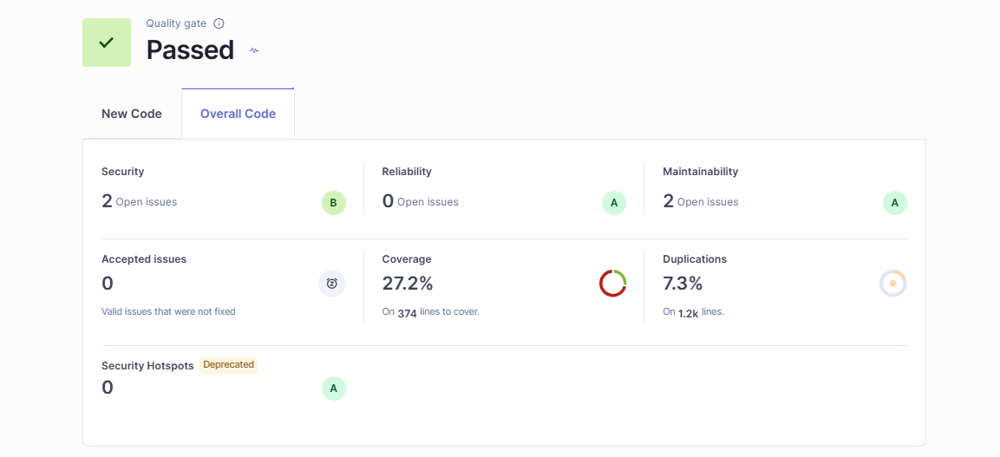 Quality gate
Passed
New Code
Overall Code
Security
2 Open issues
B
Reliability
0 Open issues
A
Maintainability
2 Open issues
A
Accepted issues
0
Valid issues that were not fixed
Coverage
27.2%
On 374 lines to cover.
Duplications
7.3%
On 1.2k lines.
Security Hotspots Deprecated
0
A